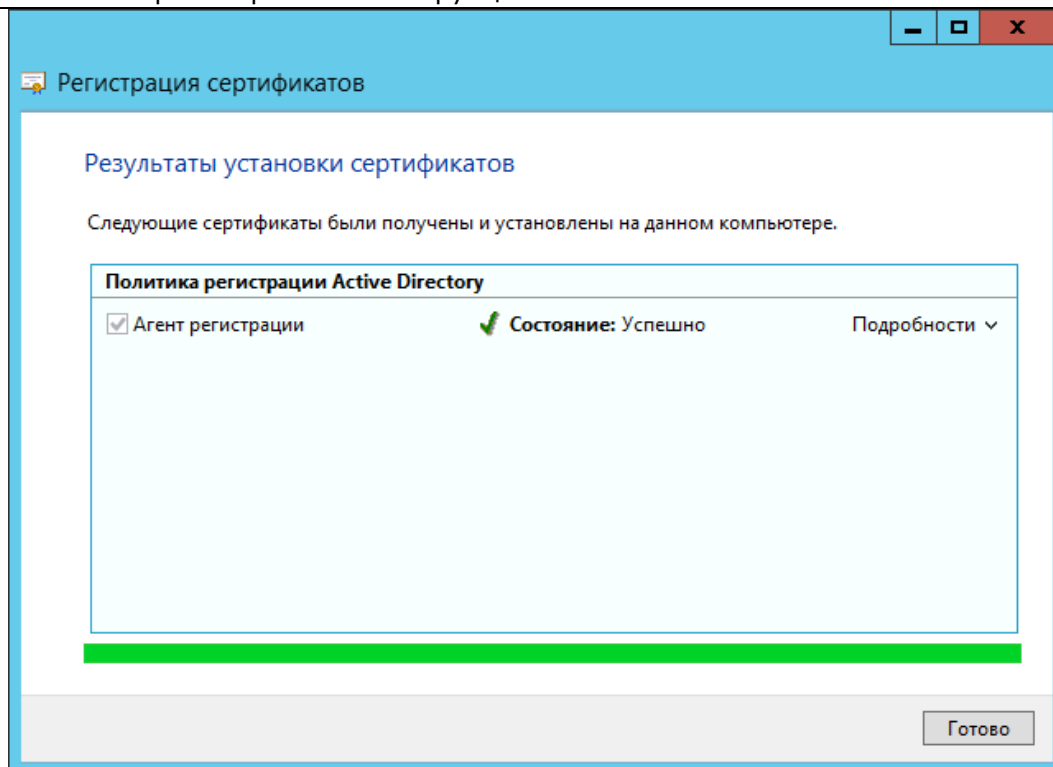 Регистрация сертификатов
Результаты установки сертификатов
Следующие сертификаты были получены и установлены на данном компьютере.
Политика регистрации Active Directory
Агент регистрации Состояние: Успешно Подробности
Готово